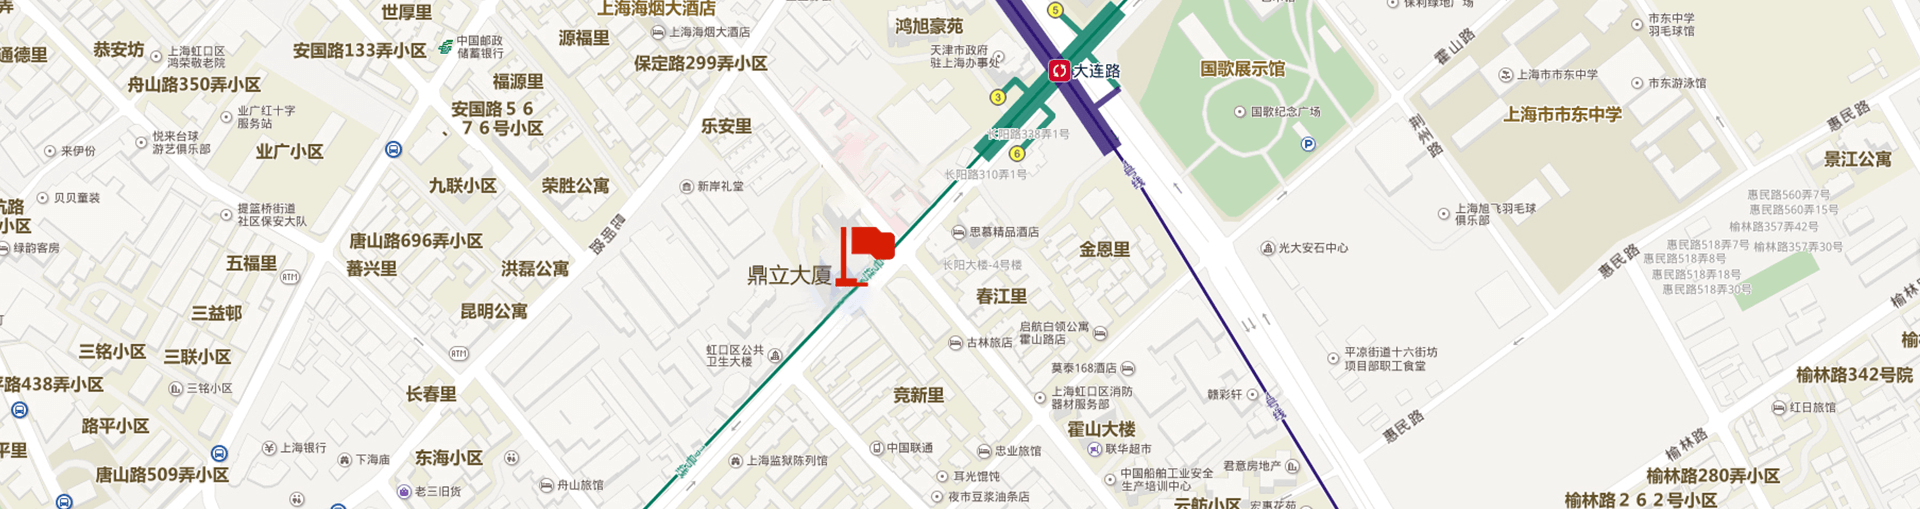 世厚里
恭安坊
通德里
上海虹口区
鸿荣敬老院
安国路133弄小区
中国邮政
储蓄银行
舟山路350弄小区
业广红十字
服务站
悦来台球
游艺俱乐部
来伊份
业广小区
贝贝童装
提篮桥街道
社区保安大队
小区
绿韵客房
五福里
ATM
三益邨
三铭小区
三联小区
三铭小区
路438弄小区
路平小区
平里
唐山路509弄小区
上海银行
下海庙
上海海烟大酒店
源福里
上海海烟大酒店
保定路299弄小区
福源里
安国路56
、76号小区
乐安里
九联小区
荣胜公寓
新岸礼堂
昆明路
唐山路696弄小区
蕃兴里
洪磊公寓
昆明公寓
ATM
长春里
东海小区
老三旧货
舟山旅馆
虹口区公共
卫生大楼
上海监狱陈列馆
鼎立大厦
鸿旭豪苑
天津市政府
驻上海办事处
5
3
6
大连路
长阳路338弄1号
长阳路310弄1号
号线
思慕精品酒店
长阳大楼-4号楼
金恩里
春江里
启航白领公寓
霍山路店
古林旅店
莫泰168酒店
上海虹口区消防
器材服务部
竞新里
霍山大楼
中国联通
忠业旅馆
联华超市
耳光馄饨
夜市豆浆油条店
中国船舶工业安全
生产培训中心
云舫小区
宏惠花苑
君意房地产
赣彩轩
号线
国歌展示馆
国歌纪念广场
P
保利绿地广场
霍山路
市东中学
羽毛球馆
上海市市东中学
市东游泳馆
上海市市东中学
荆州路
惠民路
景江公寓
上海旭飞羽毛球
俱乐部
光大安石中心
惠民路560弄7号
惠民路560弄15号
榆林路357弄42号
惠民路518弄7号
榆林路357弄30号
惠民路518弄8号
惠民路518弄18号
惠民路518弄30号
惠民路
榆林路
平凉街道十六街坊
项目部职工食堂
惠民路
榆林路342号院
红日旅馆
榆林路
榆林路280弄小区
榆林路262号小区